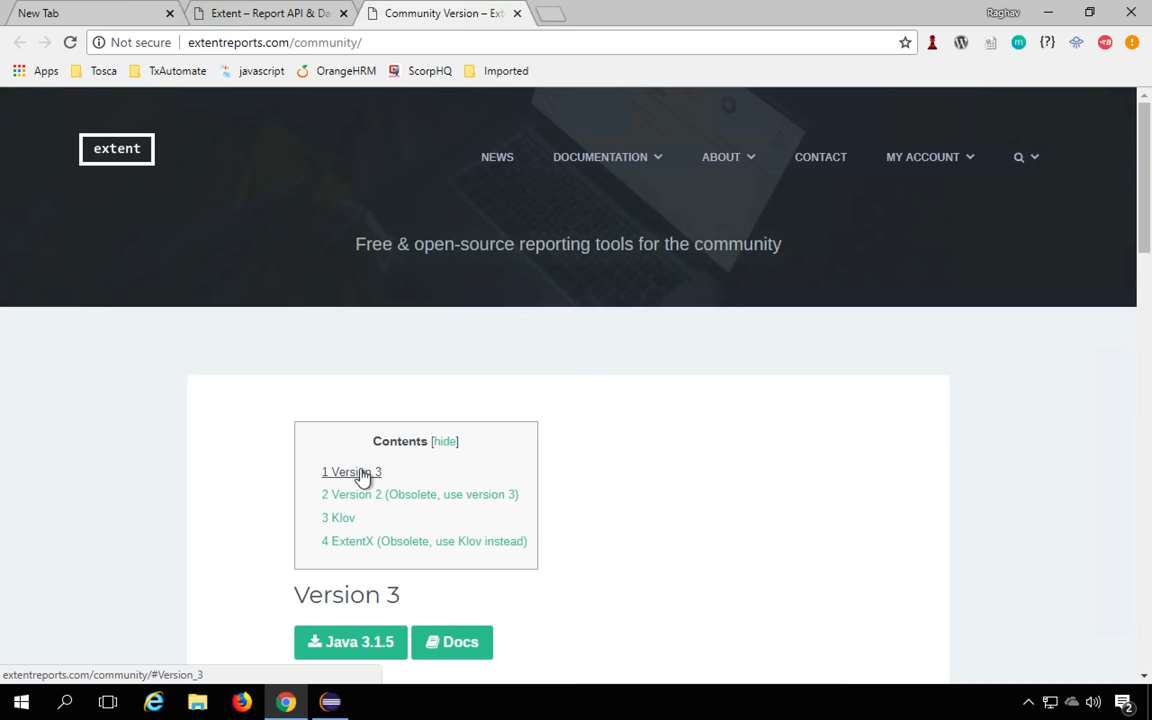 New Tab
Extent – Report API & Da
Community Version – Ext
Raghav
Not secure
extentreports.com/community/
Apps
Tosca
TxAutomate
javascript
OrangeHRM
ScorpHQ
Imported
extent
NEWS
DOCUMENTATION
ABOUT
CONTACT
MY ACCOUNT
Free & open-source reporting tools for the community
Contents [hide]
1 Version 3
2 Version 2 (Obsolete, use version 3)
3 Klov
4 ExtentX (Obsolete, use Klov instead)
Version 3
Java 3.1.5
Docs
extentreports.com/community/#Version_3
2